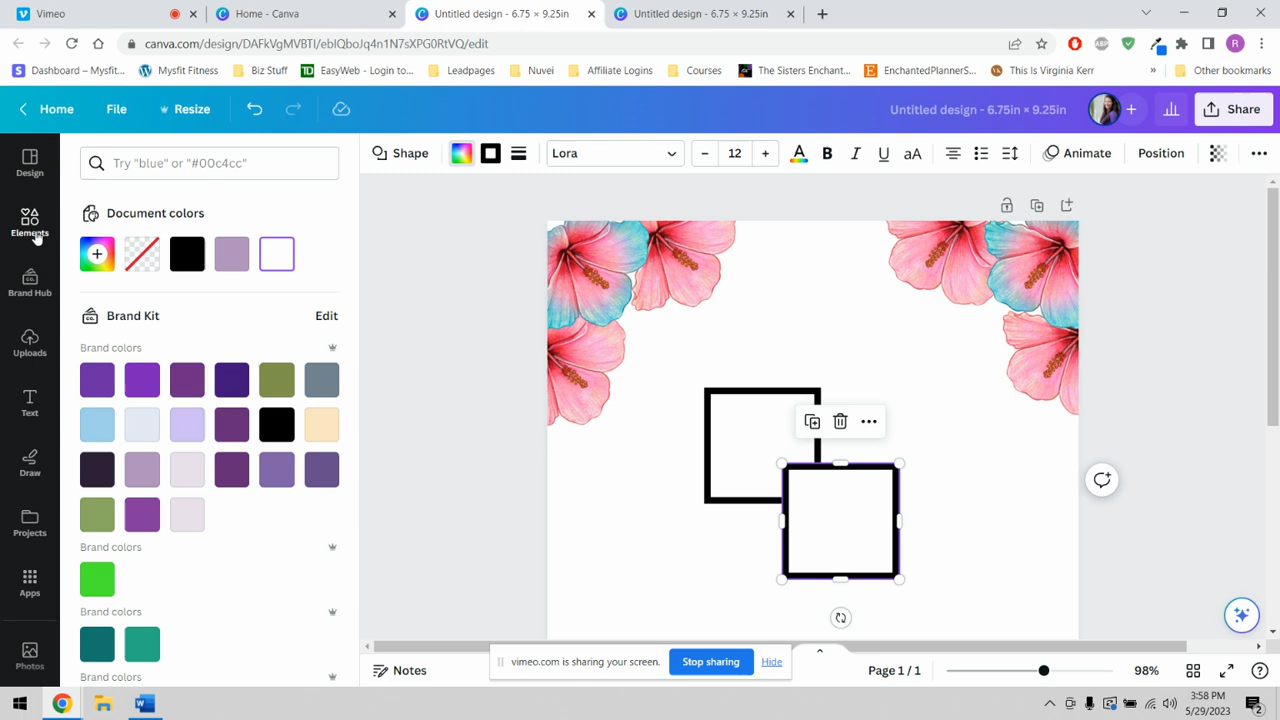 Vimeo
Home - Canva
Untitled design - 6.75 × 9.25in
Untitled design - 6.75 × 9.25in
canva.com/design/DAFkVgMVBTI/eblQboJq4n1N7sXPG0RtVQ/edit
ABP
R
Dashboard – Mysfit...
Mysfit Fitness
Biz Stuff
EasyWeb - Login to...
Leadpages
Nuvei
Affiliate Logins
Courses
The Sisters Enchant...
EnchantedPlannerS...
This Is Virginia Kerr
»
Other bookmarks
Home
File
Resize
Untitled design - 6.75in × 9.25in
Share
Design
Elements
Brand Hub
Uploads
Text
Draw
Projects
Apps
Photos
Try "blue" or "#00c4cc"
Document colors
Brand Kit
Edit
Brand colors
Brand colors
Brand colors
Brand colors
Shape
Lora
– 12 +
A
B
I
U
aA
Animate
Position
vimeo.com is sharing your screen.
Stop sharing
Hide
Notes
Page 1 / 1
98%
3:58 PM
5/29/2023
2